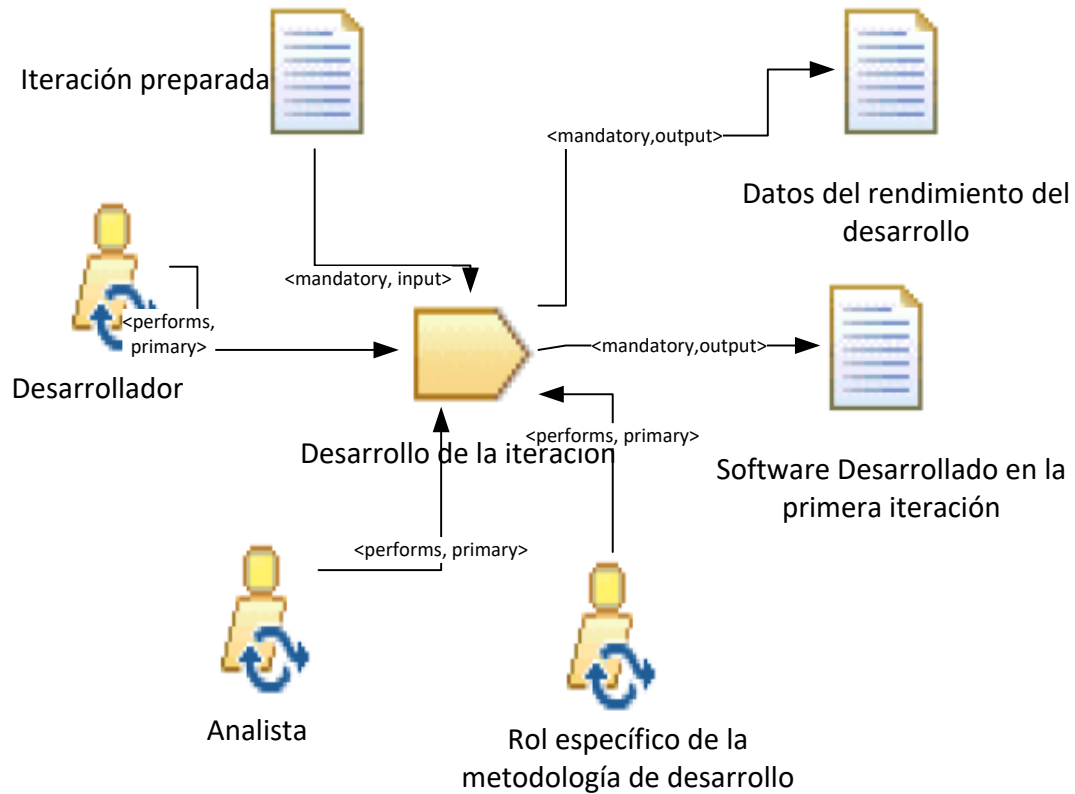 Iteración preparada
<mandatory,output>
Datos del rendimiento del
desarrollo
<mandatory, input>
<performs,
primary>
<mandatory,output>
Desarrollador
<performs, primary>
Desarrollo de la iteración
Software Desarrollado en la
primera iteración
<performs, primary>
Analista
Rol específico de la
metodología de desarrollo